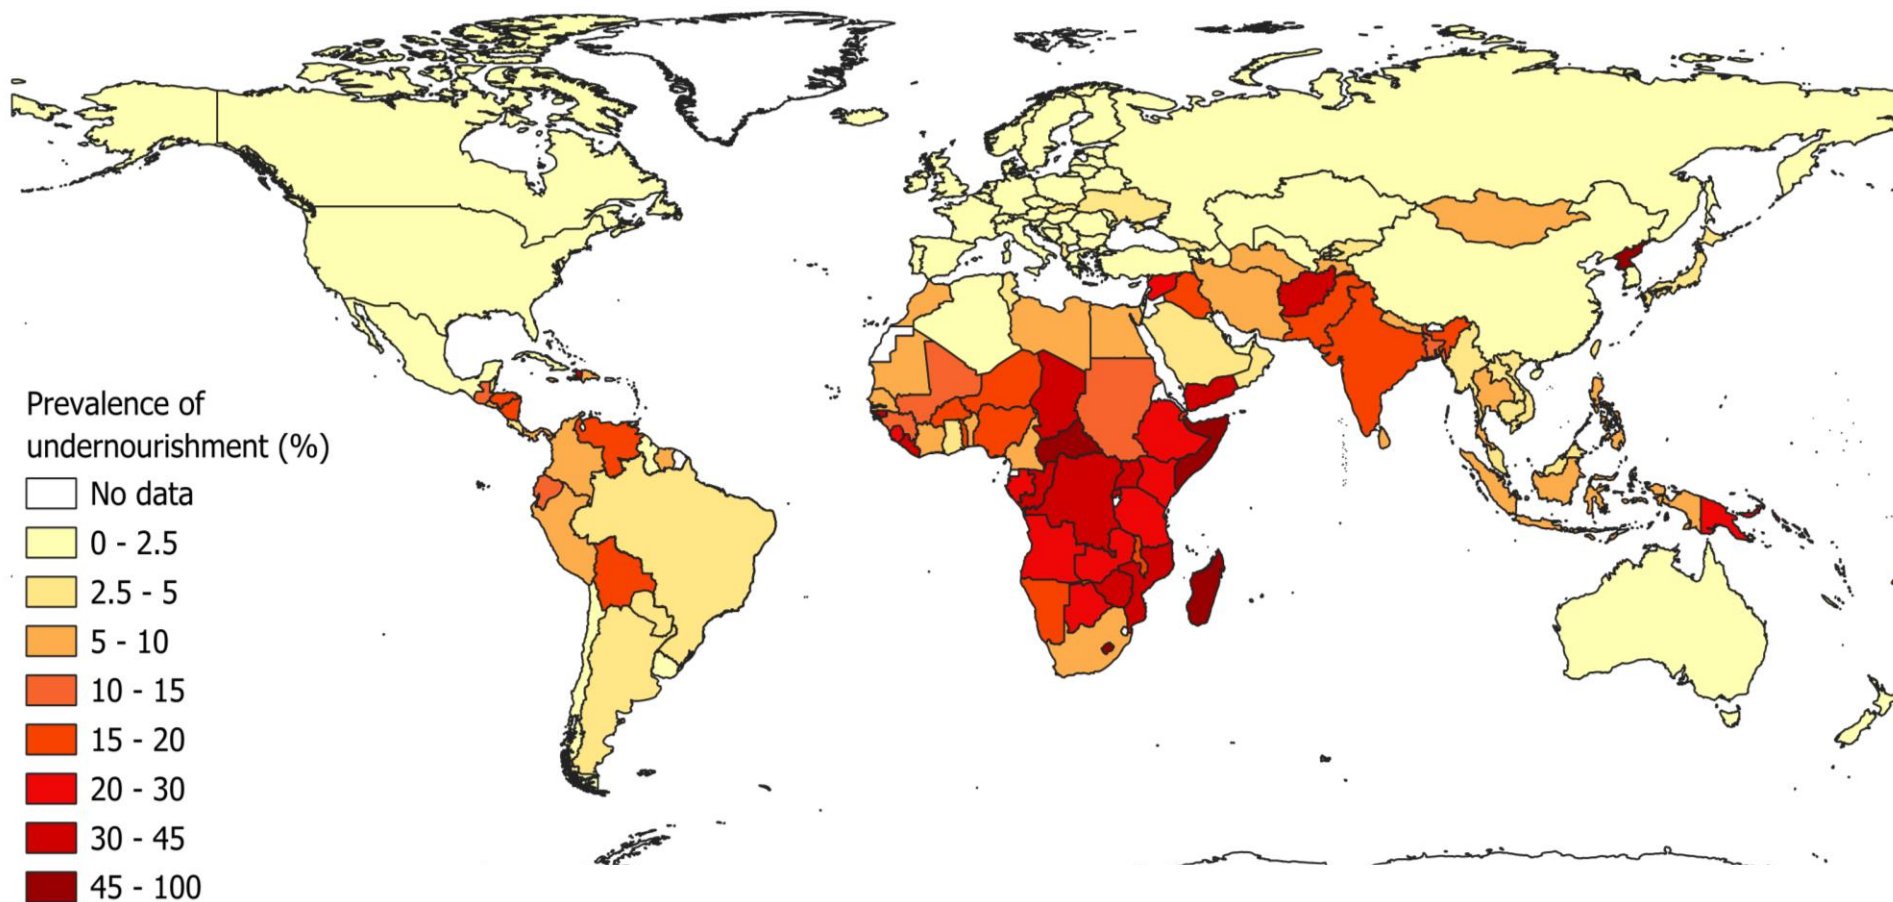 Prevalence of
undernourishment (%)
No data
0 - 2.5
2.5 - 5
5 - 10
10 - 15
15 - 20
20 - 30
30 - 45
45 - 100